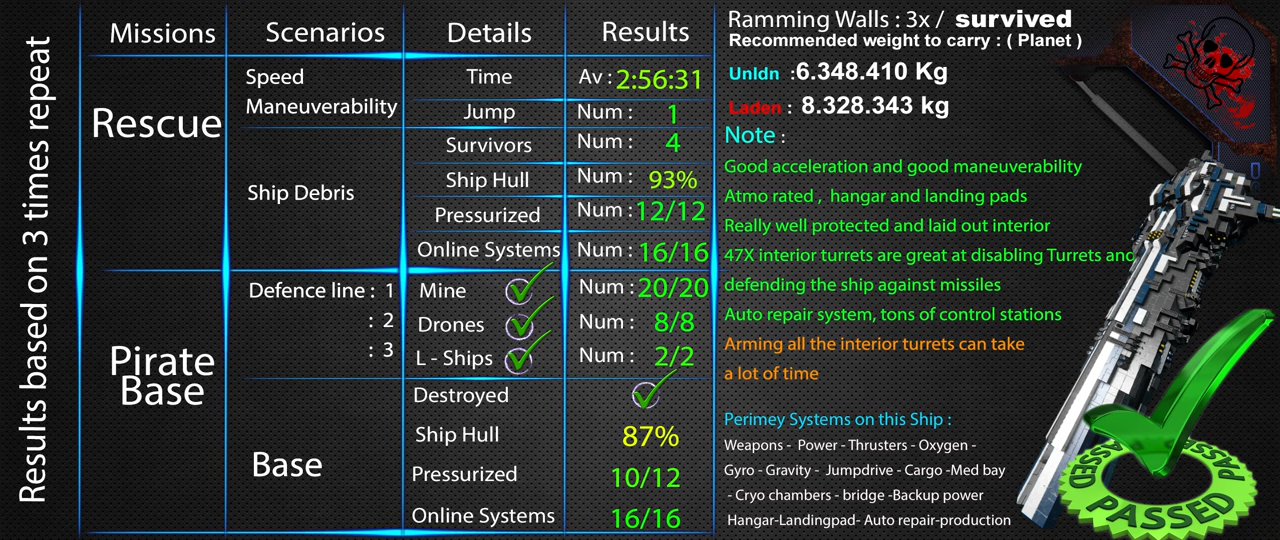 Results based on 3 times repeat
Missions Scenarios Details Results
Rescue
Speed Time Av : 2:56:31
Maneuverability Jump Num : 1
Ship Debris
Survivors Num : 4
Ship Hull Num : 93%
Pressurized Num : 12/12
Online Systems Num : 16/16
Pirate
Base
Defence line : 1 Mine Num : 20/20
: 2 Drones Num : 8/8
: 3 L - Ships Num : 2/2
Base
Destroyed
Ship Hull 87%
Pressurized 10/12
Online Systems 16/16
Ramming Walls : 3x / survived
Recommended weight to carry : ( Planet )
Unldn :6.348.410 Kg
Laden : 8.328.343 kg
Note :
Good acceleration and good maneuverability
Atmo rated , hangar and landing pads
Really well protected and laid out interior
47X interior turrets are great at disabling Turrets and
defending the ship against missiles
Auto repair system, tons of control stations
Arming all the interior turrets can take
a lot of time
Perimey Systems on this Ship :
Weapons - Power - Thrusters - Oxygen -
Gyro - Gravity - Jumpdrive - Cargo -Med bay
- Cryo chambers - bridge -Backup power
Hangar-Landingpad- Auto repair-production
PASSED
PASSED